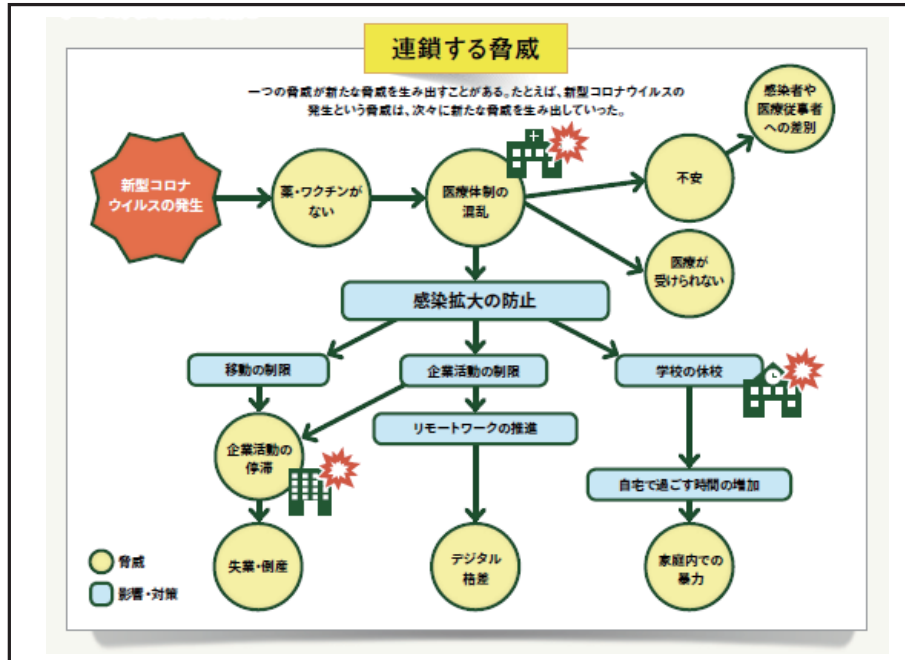 連鎖する脅威
一つの脅威が新たな脅威を生み出すことがある。たとえば、新型コロナウイルスの
発生という脅威は、次々に新たな脅威を生み出していった。
感染者や
医療従事者
への差別
新型コロナ
ウイルスの発生
薬・ワクチンが
ない
医療体制の
混乱
不安
医療が
受けられない
感染拡大の防止
移動の制限
企業活動の制限
学校の休校
リモートワークの推進
企業活動の
停滞
自宅で過ごす時間の増加
失業・倒産
デジタル
格差
家庭内での
暴力
脅威
影響・対策